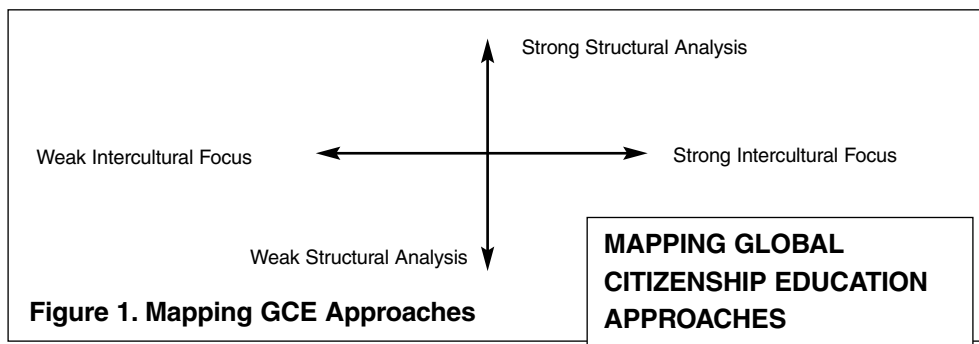 Strong Structural Analysis
Weak Intercultural Focus
Strong Intercultural Focus
Weak Structural Analysis
MAPPING GLOBAL
CITIZENSHIP EDUCATION
APPROACHES
Figure 1. Mapping GCE Approaches